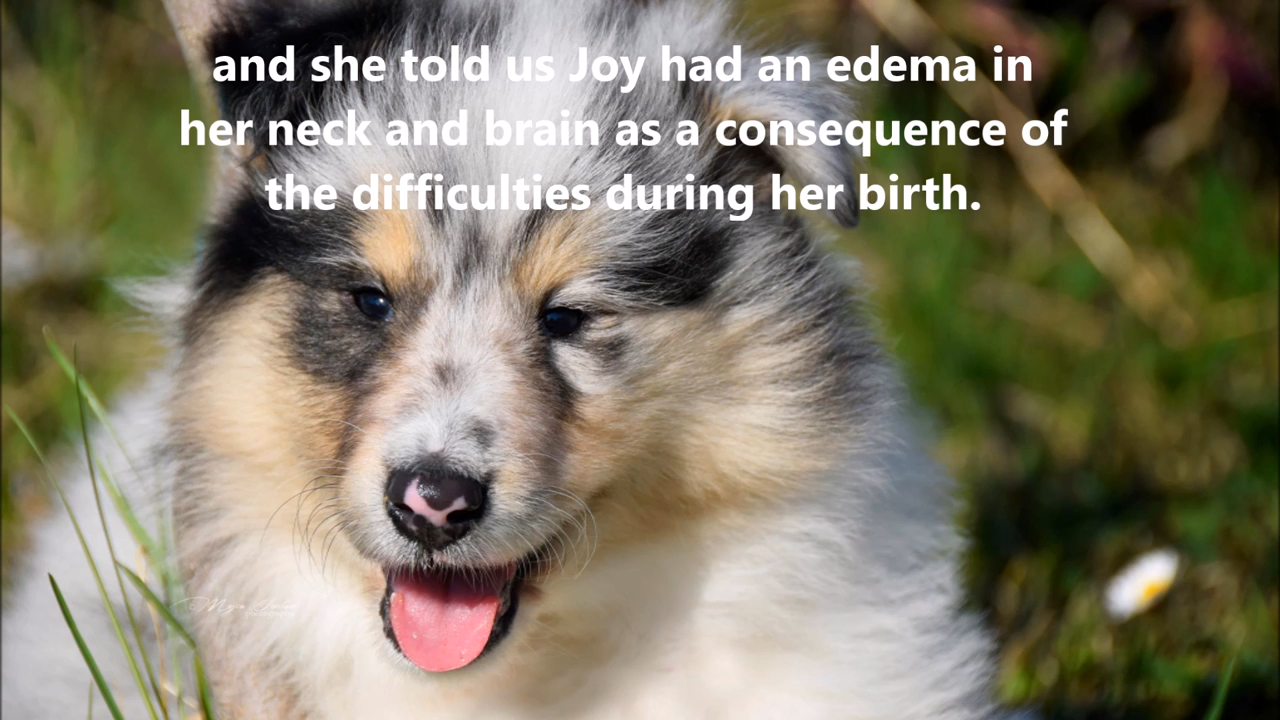 and she told us Joy had an edema in
her neck and brain as a consequence of
the difficulties during her birth.